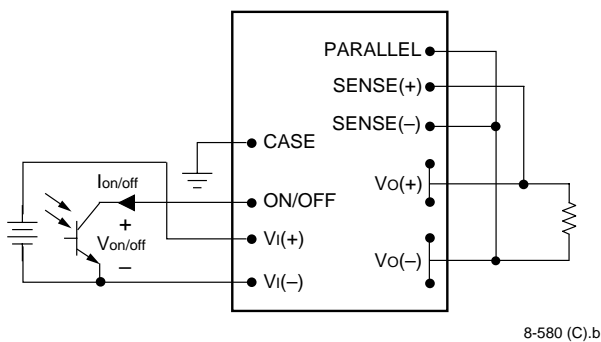 PARALLEL
SENSE(+)
SENSE(–)
CASE
Ion/off
ON/OFF
VO(+)
+
Von/off
VI(+)
–
VO(–)
VI(–)
8-580 (C).b